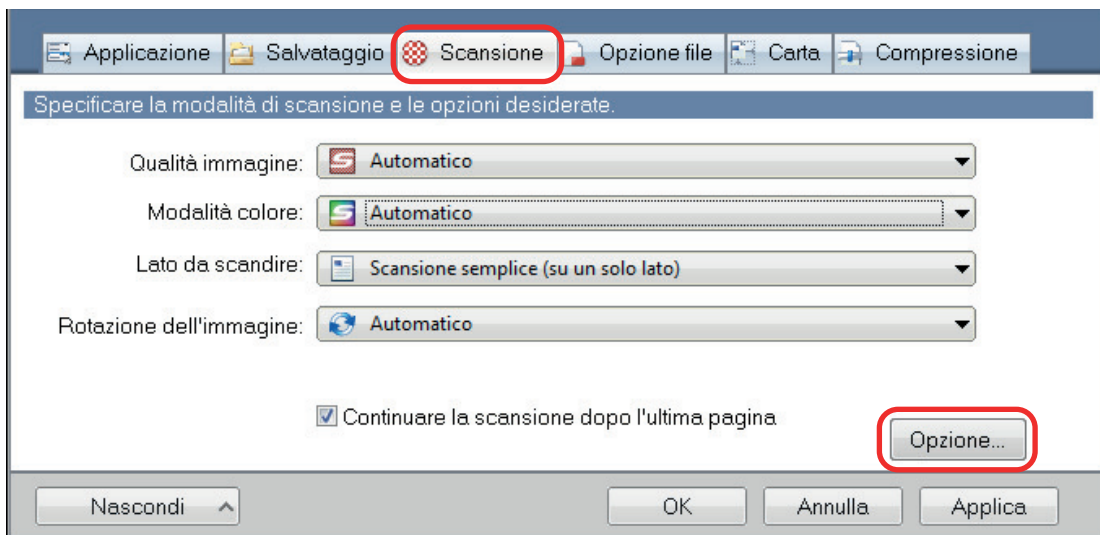 Applicazione Salvataggio Scansione Opzione file Carta Compressione
Specificare la modalità di scansione e le opzioni desiderate.
Qualità immagine: Automatico
Modalità colore: Automatico
Lato da scandire: Scansione semplice (su un solo lato)
Rotazione dell'immagine: Automatico
Continuare la scansione dopo l'ultima pagina
Opzione...
Nascondi OK Annulla Applica